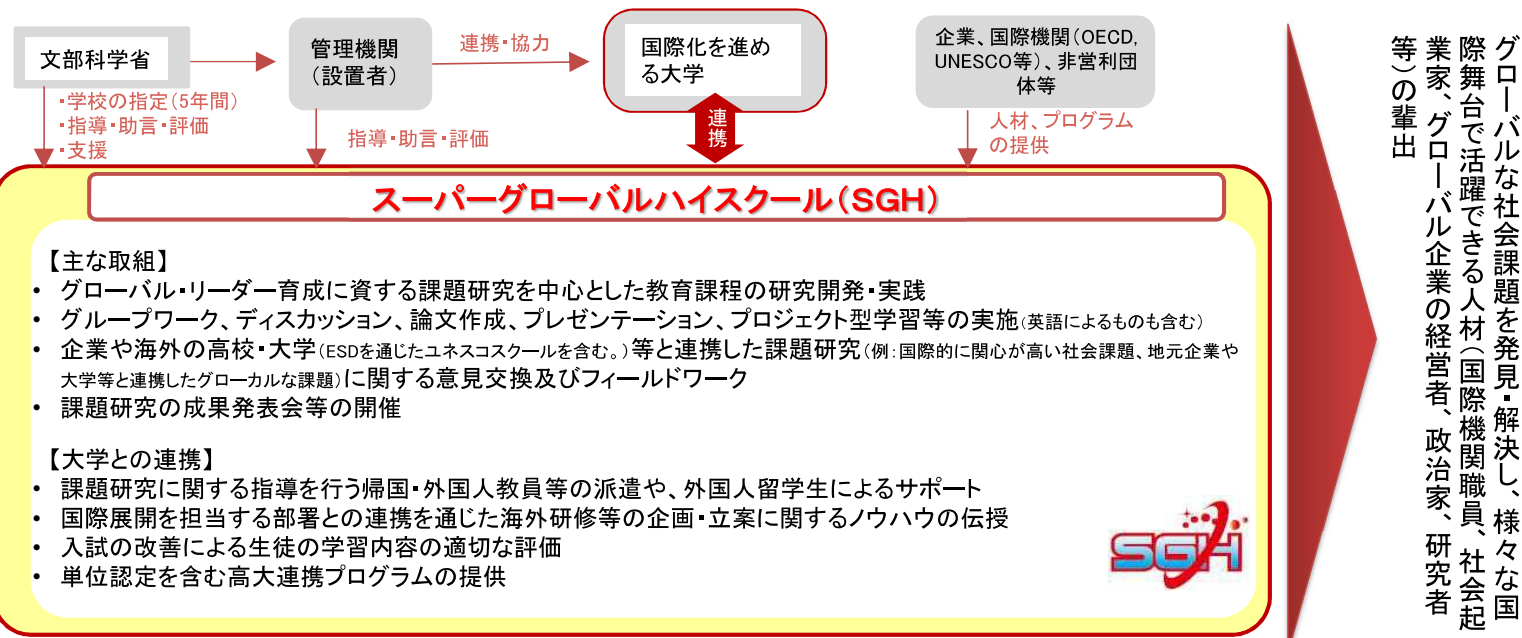 文部科学省
管理機関
(設置者)
連携・協力
国際化を進め
る大学
企業、国際機関(OECD,
UNESCO等)、非営利団
体等
・学校の指定(5年間)
・指導・助言・評価
・支援
指導・助言・評価
連携
人材、プログラム
の提供
スーパーグローバルハイスクール(SGH)
【主な取組】
• グローバル・リーダー育成に資する課題研究を中心とした教育課程の研究開発・実践
• グループワーク、ディスカッション、論文作成、プレゼンテーション、プロジェクト型学習等の実施(英語によるものも含む)
• 企業や海外の高校・大学(ESDを通じたユネスコスクールを含む。)等と連携した課題研究(例:国際的に関心が高い社会課題、地元企業や
大学等と連携したグローカルな課題)に関する意見交換及びフィールドワーク
• 課題研究の成果発表会等の開催
【大学との連携】
• 課題研究に関する指導を行う帰国・外国人教員等の派遣や、外国人留学生によるサポート
• 国際展開を担当する部署との連携を通じた海外研修等の企画・立案に関するノウハウの伝授
• 入試の改善による生徒の学習内容の適切な評価
• 単位認定を含む高大連携プログラムの提供
SGH
グローバルな社会課題を発見・解決し、様々な国
際舞台で活躍できる人材(国際機関職員、社会起
業家、グローバル企業の経営者、政治家、研究者
等)の輩出